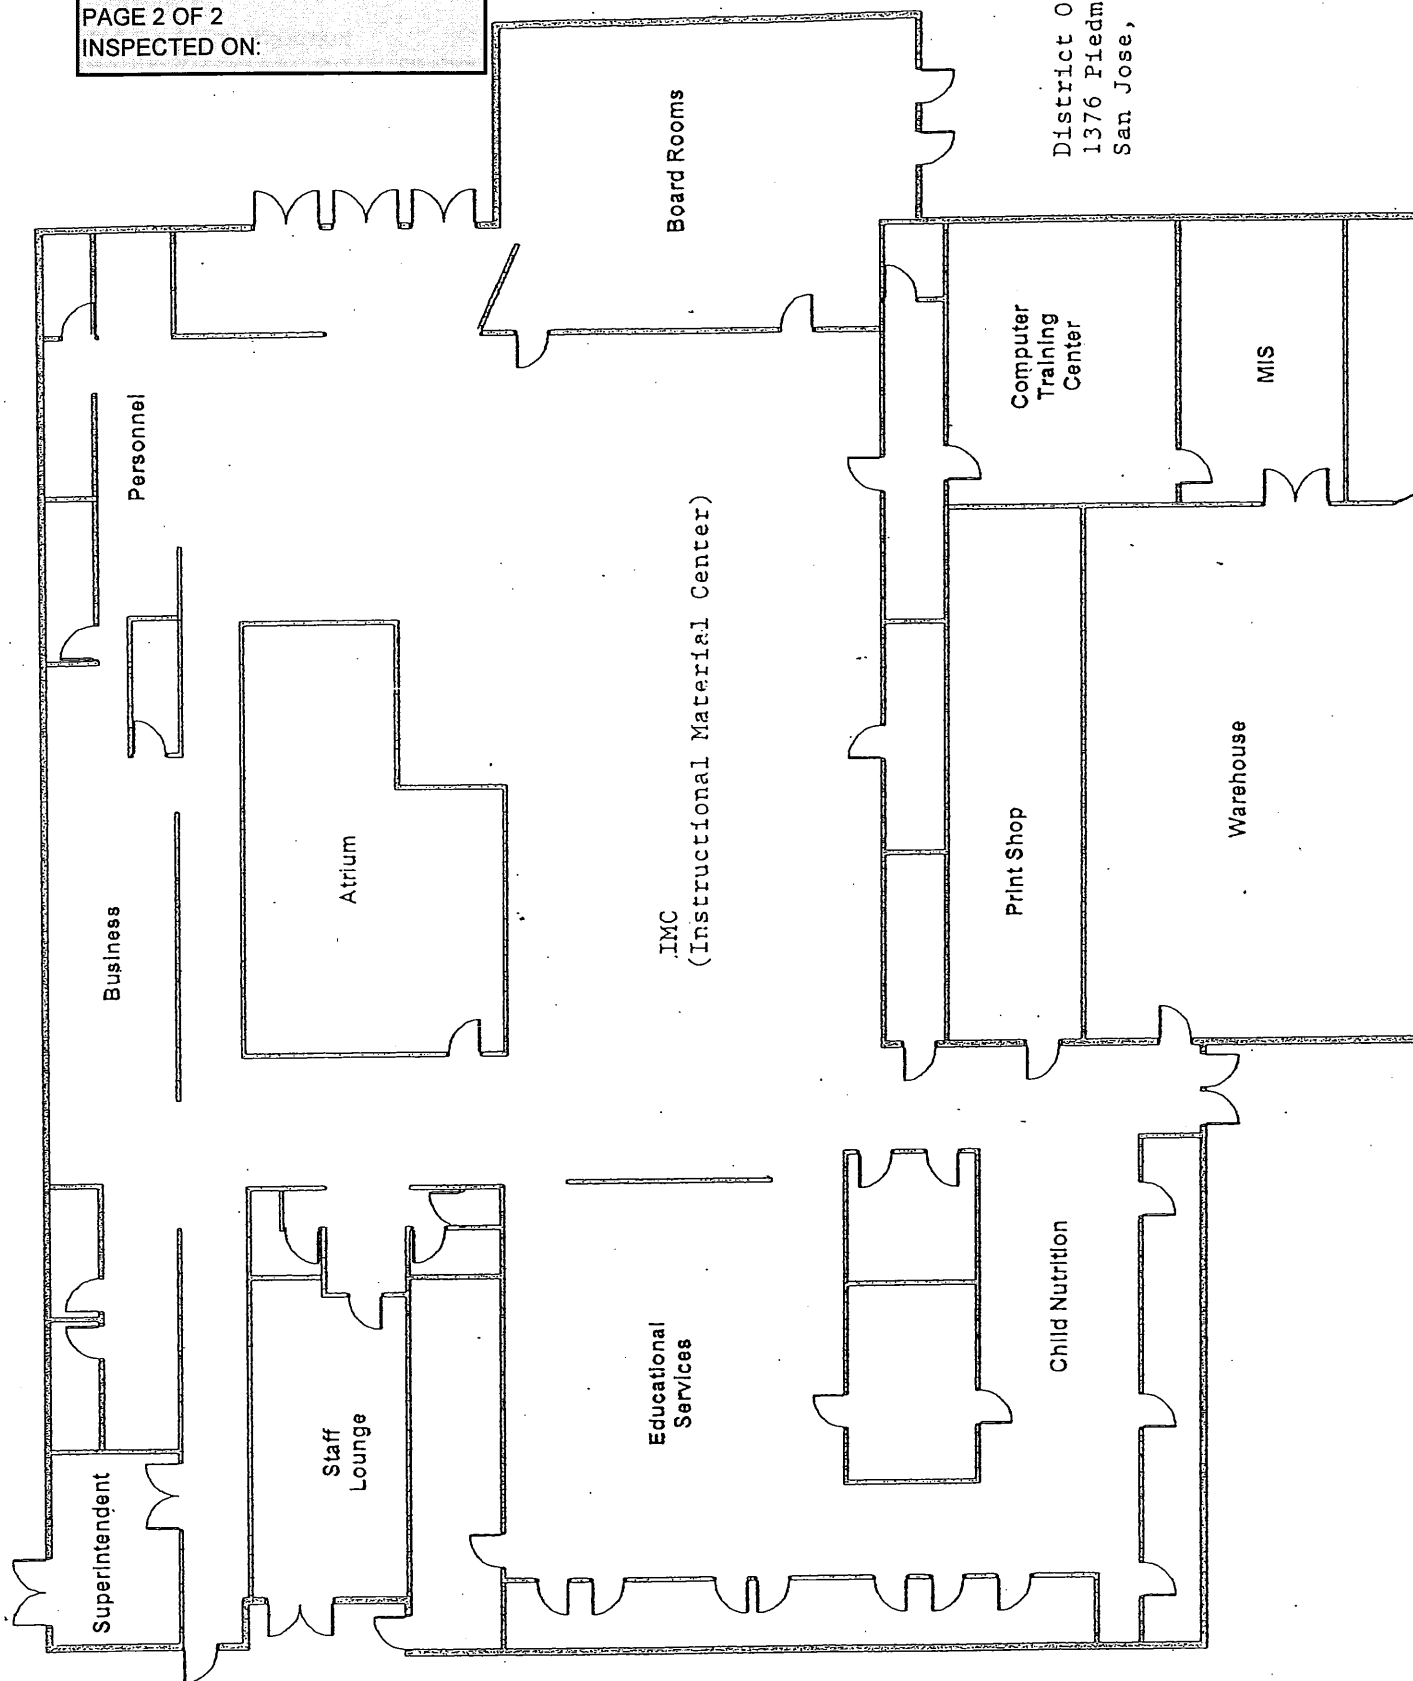 PAGE 2 OF 2
INSPECTED ON:
District O
1376 Piedm
San Jose,
Board Rooms
Personnel
Computer
Training
Center
MIS
IMC
(Instructional Material Center)
Atrium
Business
Print Shop
Warehouse
Superintendent
Staff
Lounge
Educational
Services
Child Nutrition